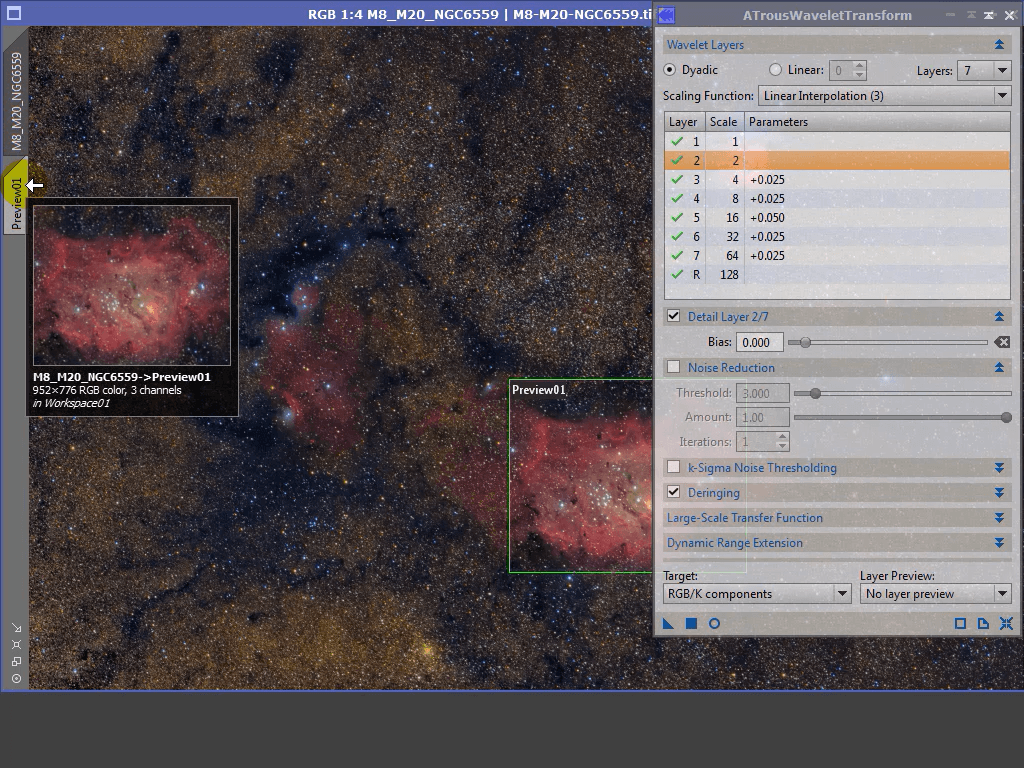 RGB 1:4 M8_M20_NGC6559 | M8-M20-NGC6559.ti
M8_M20_NGC6559
Preview01
M8_M20_NGC6559->Preview01
952×776 RGB color, 3 channels
in Workspace01
Preview01
ATrousWaveletTransform
Wavelet Layers
Dyadic Linear: 0 Layers: 7
Scaling Function: Linear Interpolation (3)
Layer Scale Parameters
1 1
2 2
3 4 +0.025
4 8 +0.025
5 16 +0.050
6 32 +0.025
7 64 +0.025
R 128
Detail Layer 2/7
Bias: 0.000
Noise Reduction
Threshold: 3.000
Amount: 1.00
Iterations: 1
k-Sigma Noise Thresholding
Deringing
Large-Scale Transfer Function
Dynamic Range Extension
Target: Layer Preview:
RGB/K components No layer preview